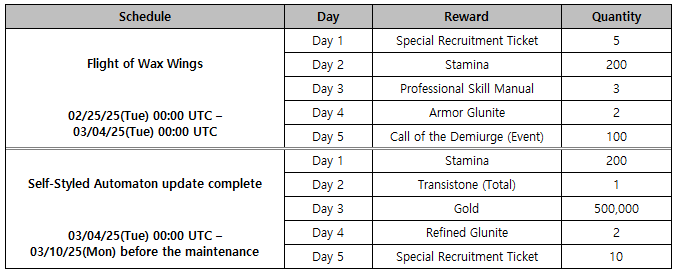 Schedule Day Reward Quantity
Flight of Wax Wings
02/25/25(Tue) 00:00 UTC –
03/04/25(Tue) 00:00 UTC
Day 1 Special Recruitment Ticket 5
Day 2 Stamina 200
Day 3 Professional Skill Manual 3
Day 4 Armor Glunite 2
Day 5 Call of the Demiurge (Event) 100
Self-Styled Automaton update complete
03/04/25(Tue) 00:00 UTC –
03/10/25(Mon) before the maintenance
Day 1 Stamina 200
Day 2 Transistone (Total) 1
Day 3 Gold 500,000
Day 4 Refined Glunite 2
Day 5 Special Recruitment Ticket 10